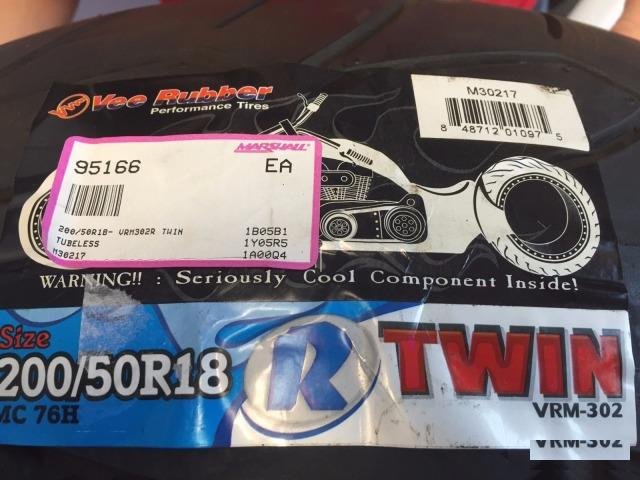 Vee Rubber
Performance Tires
M30217
8 48712 01097 5
MARSHALL
95166 EA
200/50R18- VRM302R TWIN 1B05B1
TUBELESS 1Y05R5
M30217 1A00Q4
WARNING!! : Seriously Cool Component Inside!
Size
200/50R18
MC 76H
R TWIN
VRM-302
VRM-302